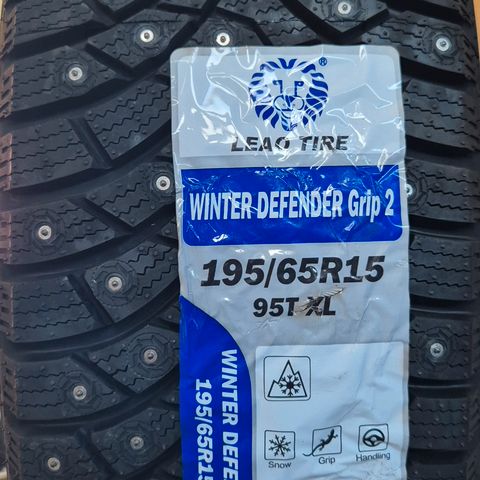 ®
LEAO TIRE
WINTER DEFENDER Grip 2
195/65R15
95T XL
WINTER DEFE
195/65R15
Snow
Grip
Handling